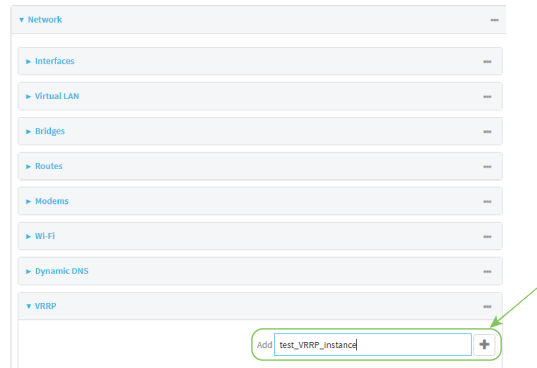 Network
Interfaces
Virtual LAN
Bridges
Routes
Modems
Wi-Fi
Dynamic DNS
VRRP
Add test_VRRP_instance